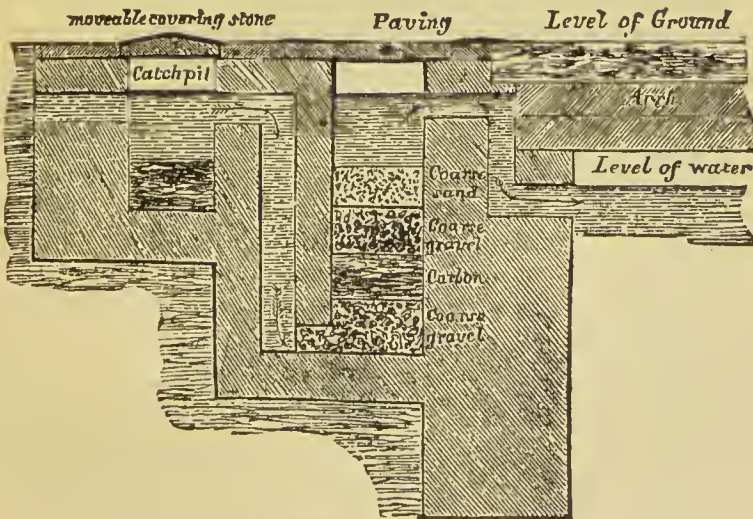 moveable covering stone
Paving
Level of Ground
Catchpit
Arch
Level of water
Coarse
sand
Coarse
gravel
Carbon
Coarse
gravel